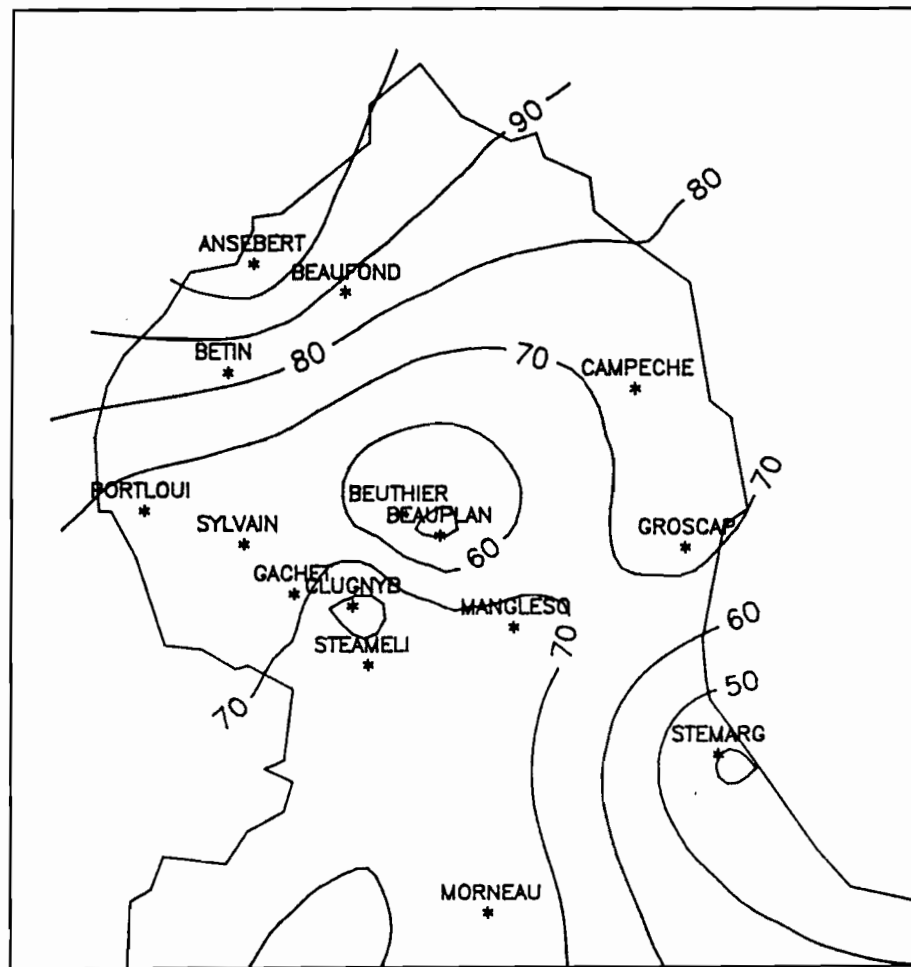 90
80
ANSEBERT
BEAUFOND
BETIN
80
70
CAMPECHE
70
PORTLOUI
BEUTHIER
BEAUPLAN
SYLVAIN
GROSCAP
60
GACHET
CLUGNYB
MANGLESQ
60
STEAMELI
70
50
70
STEMARG
MORNEAU